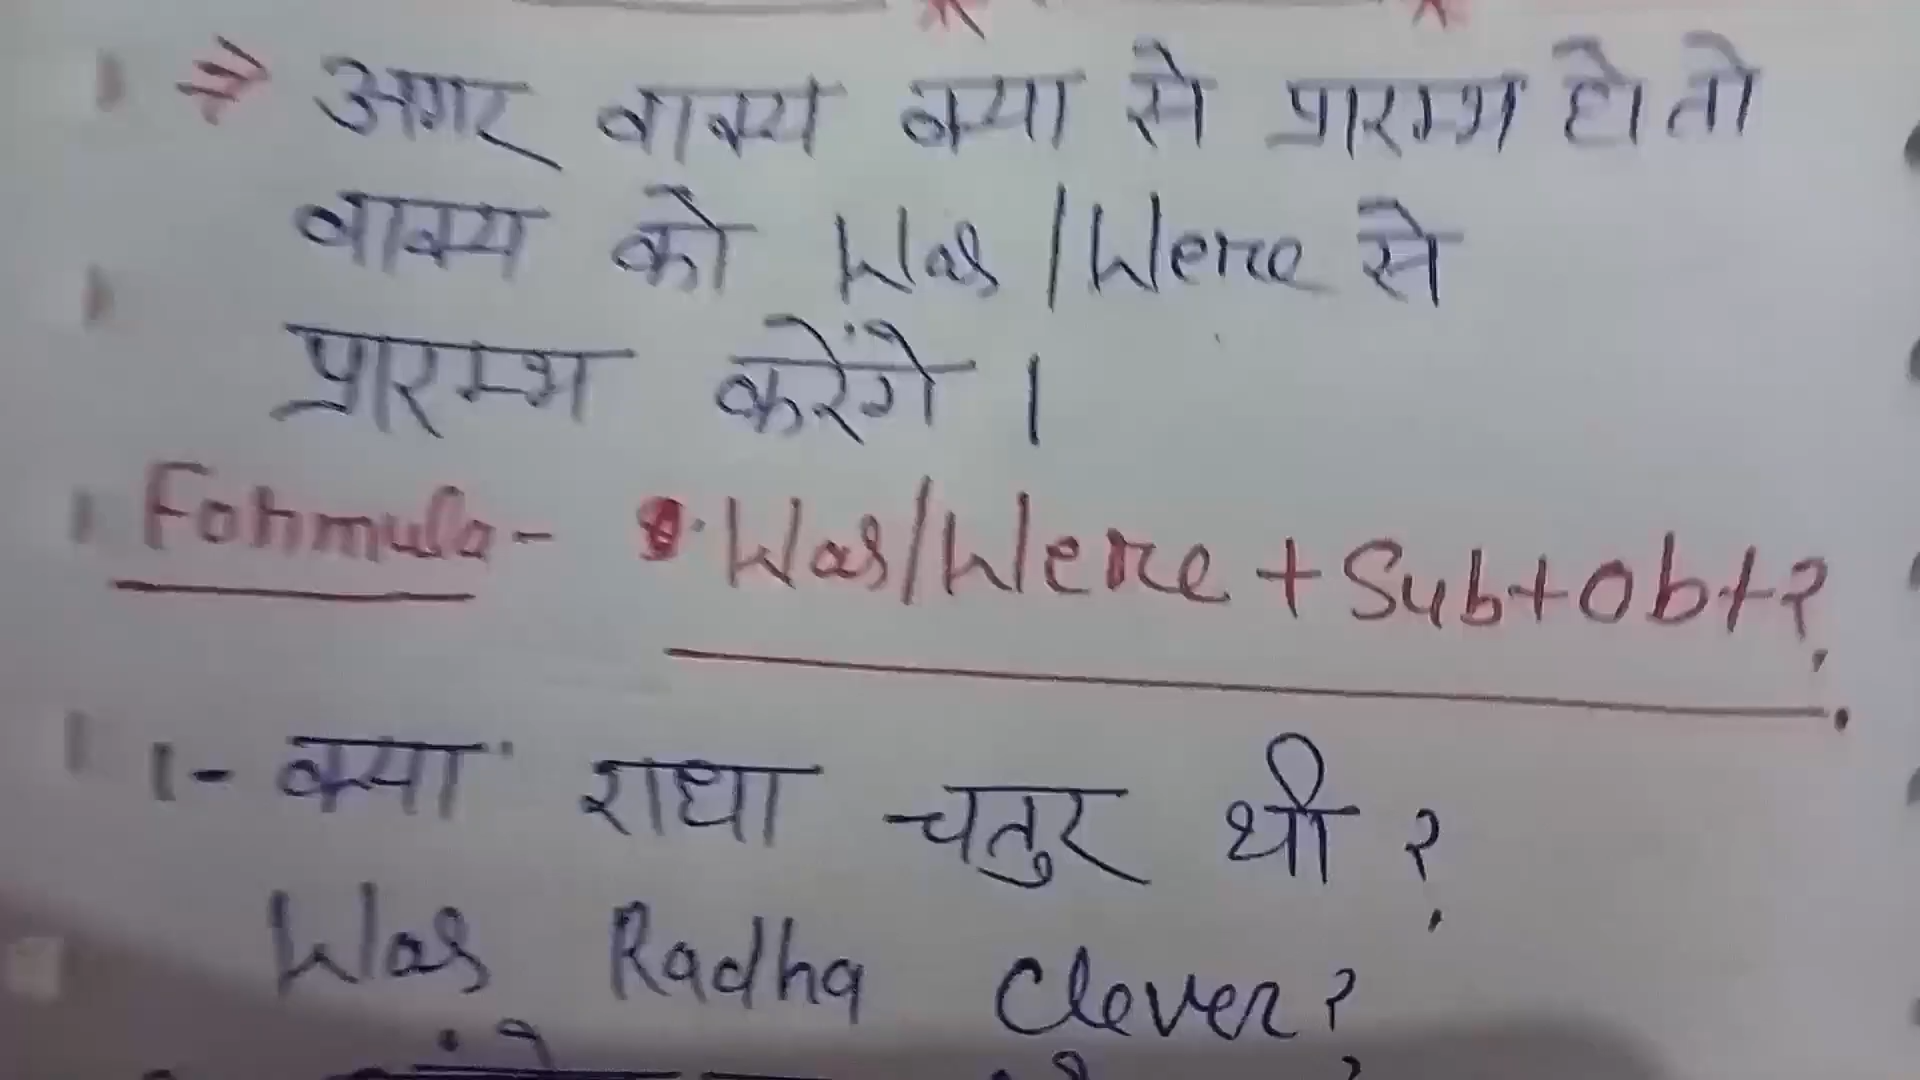 ⇒ अगर वाक्य क्या से प्रारम्भ हो तो
वाक्य को Was/Were से
प्रारम्भ करेंगे ।
Formula- Was/Were + Sub + Ob + ?
1- क्या राधा चतुर थी ?
Was Radha Clever?